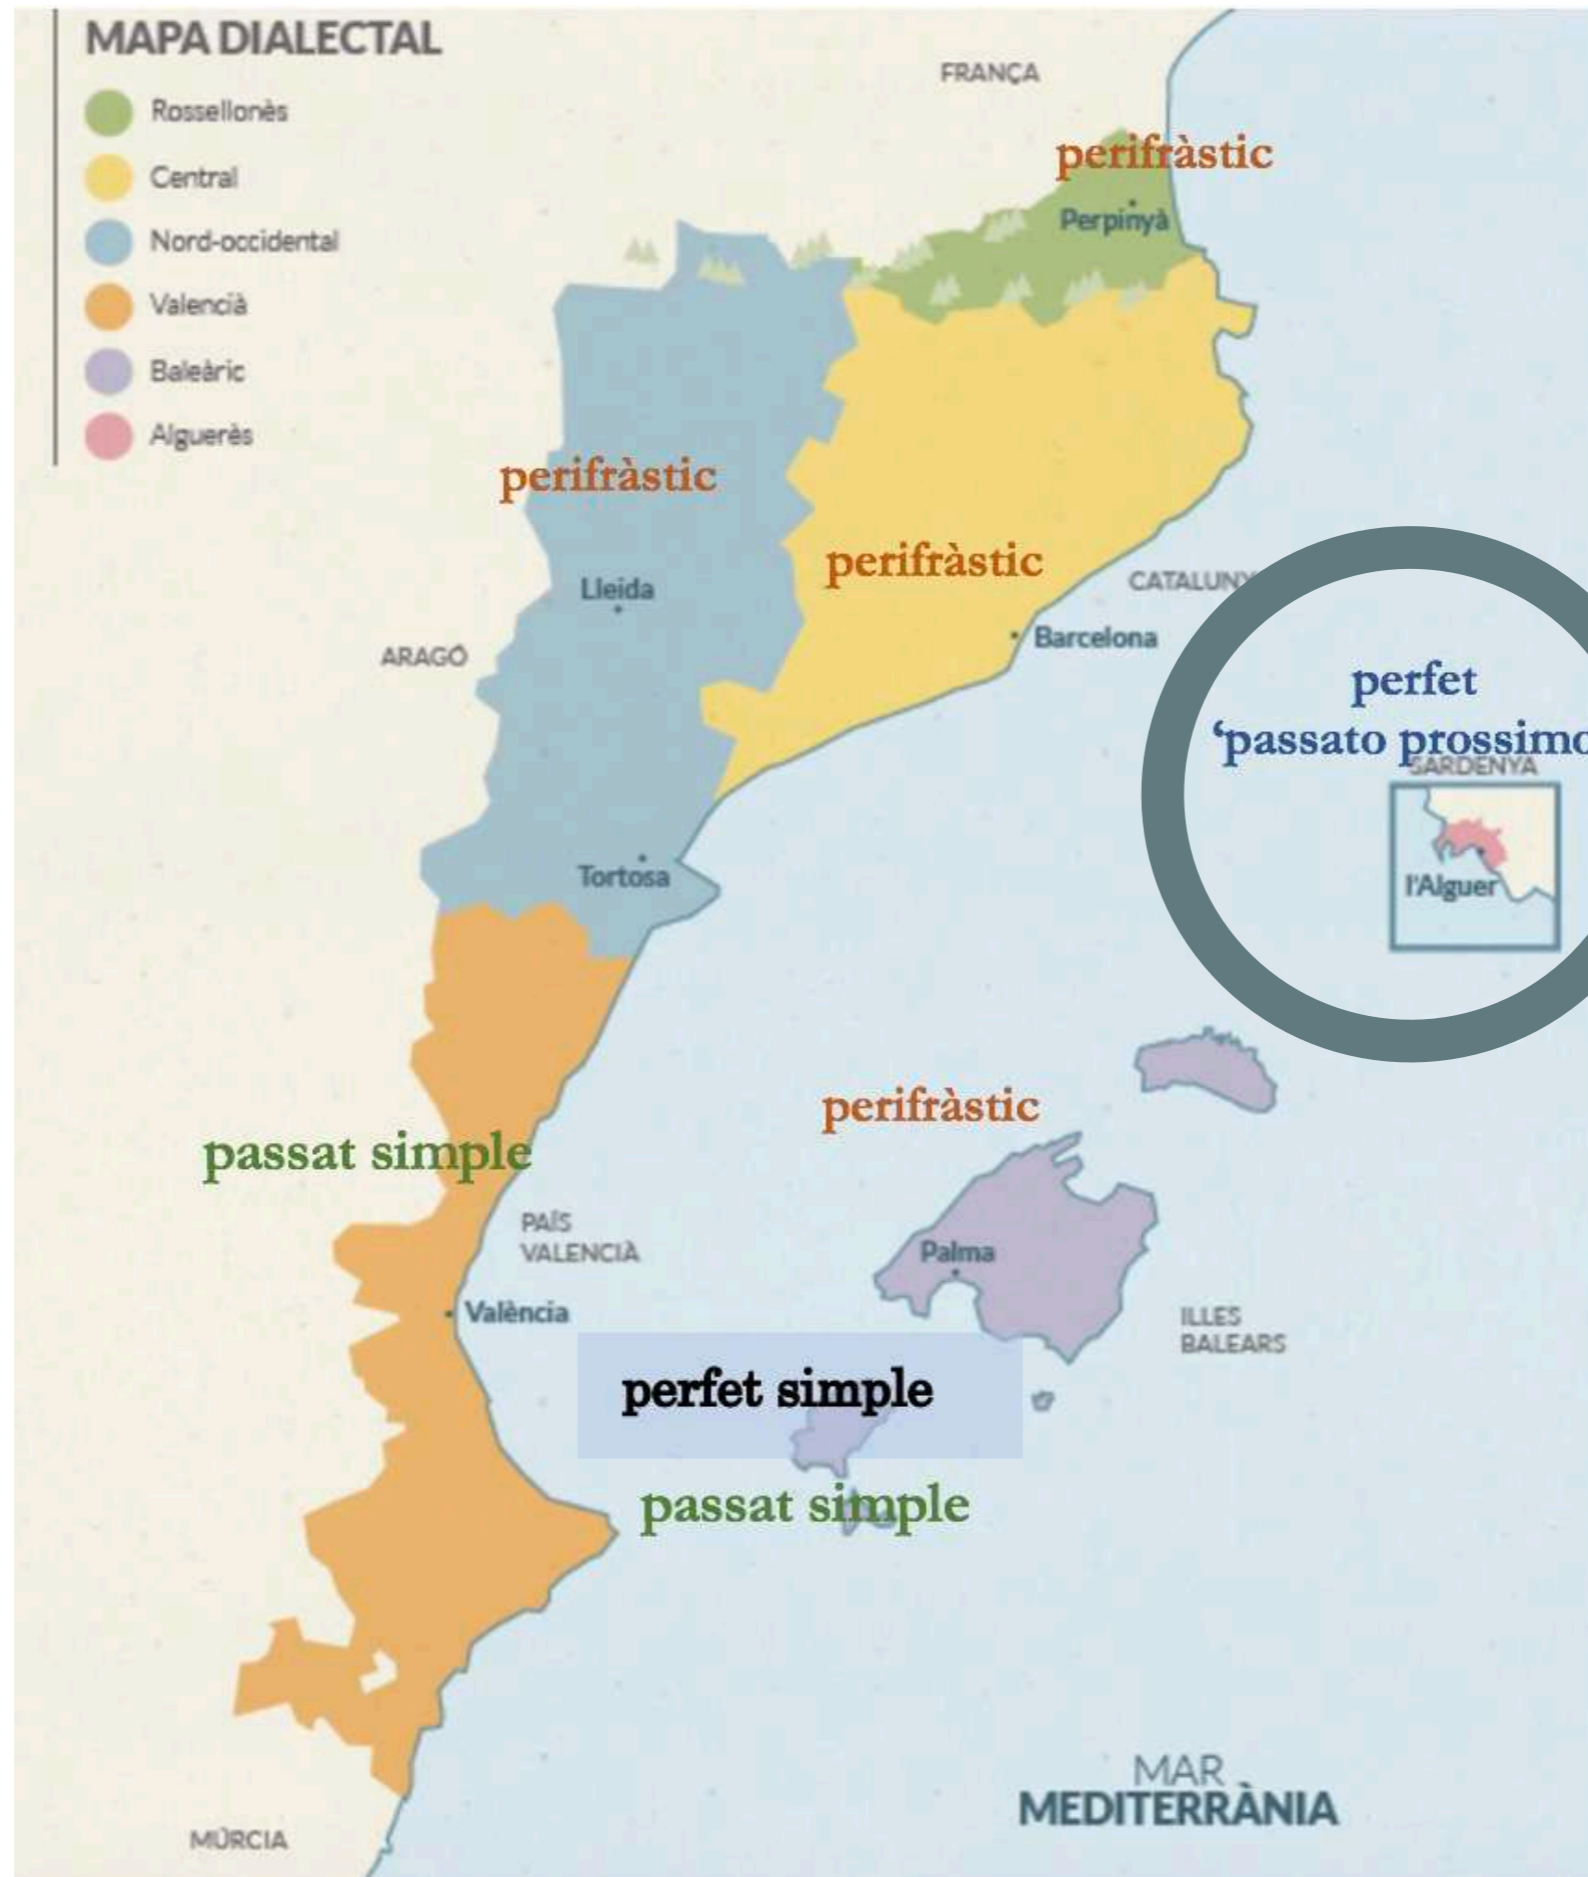 MAPA DIALECTAL
Rossellonès
Central
Nord-occidental
Valencià
Baleàric
Alguerès
FRANÇA
perifràstic
Perpinyà
perifràstic
perifràstic
Lleida
CATALUNY
Barcelona
ARAGÓ
perfet
‘passato prossimo
SARDENYA
l'Alguer
Tortosa
perifràstic
passat simple
PAÍS
VALENCIÀ
Palma
València
ILLES
BALEARS
perfet simple
passat simple
MAR
MEDITERRÀNIA
MÚRCIA